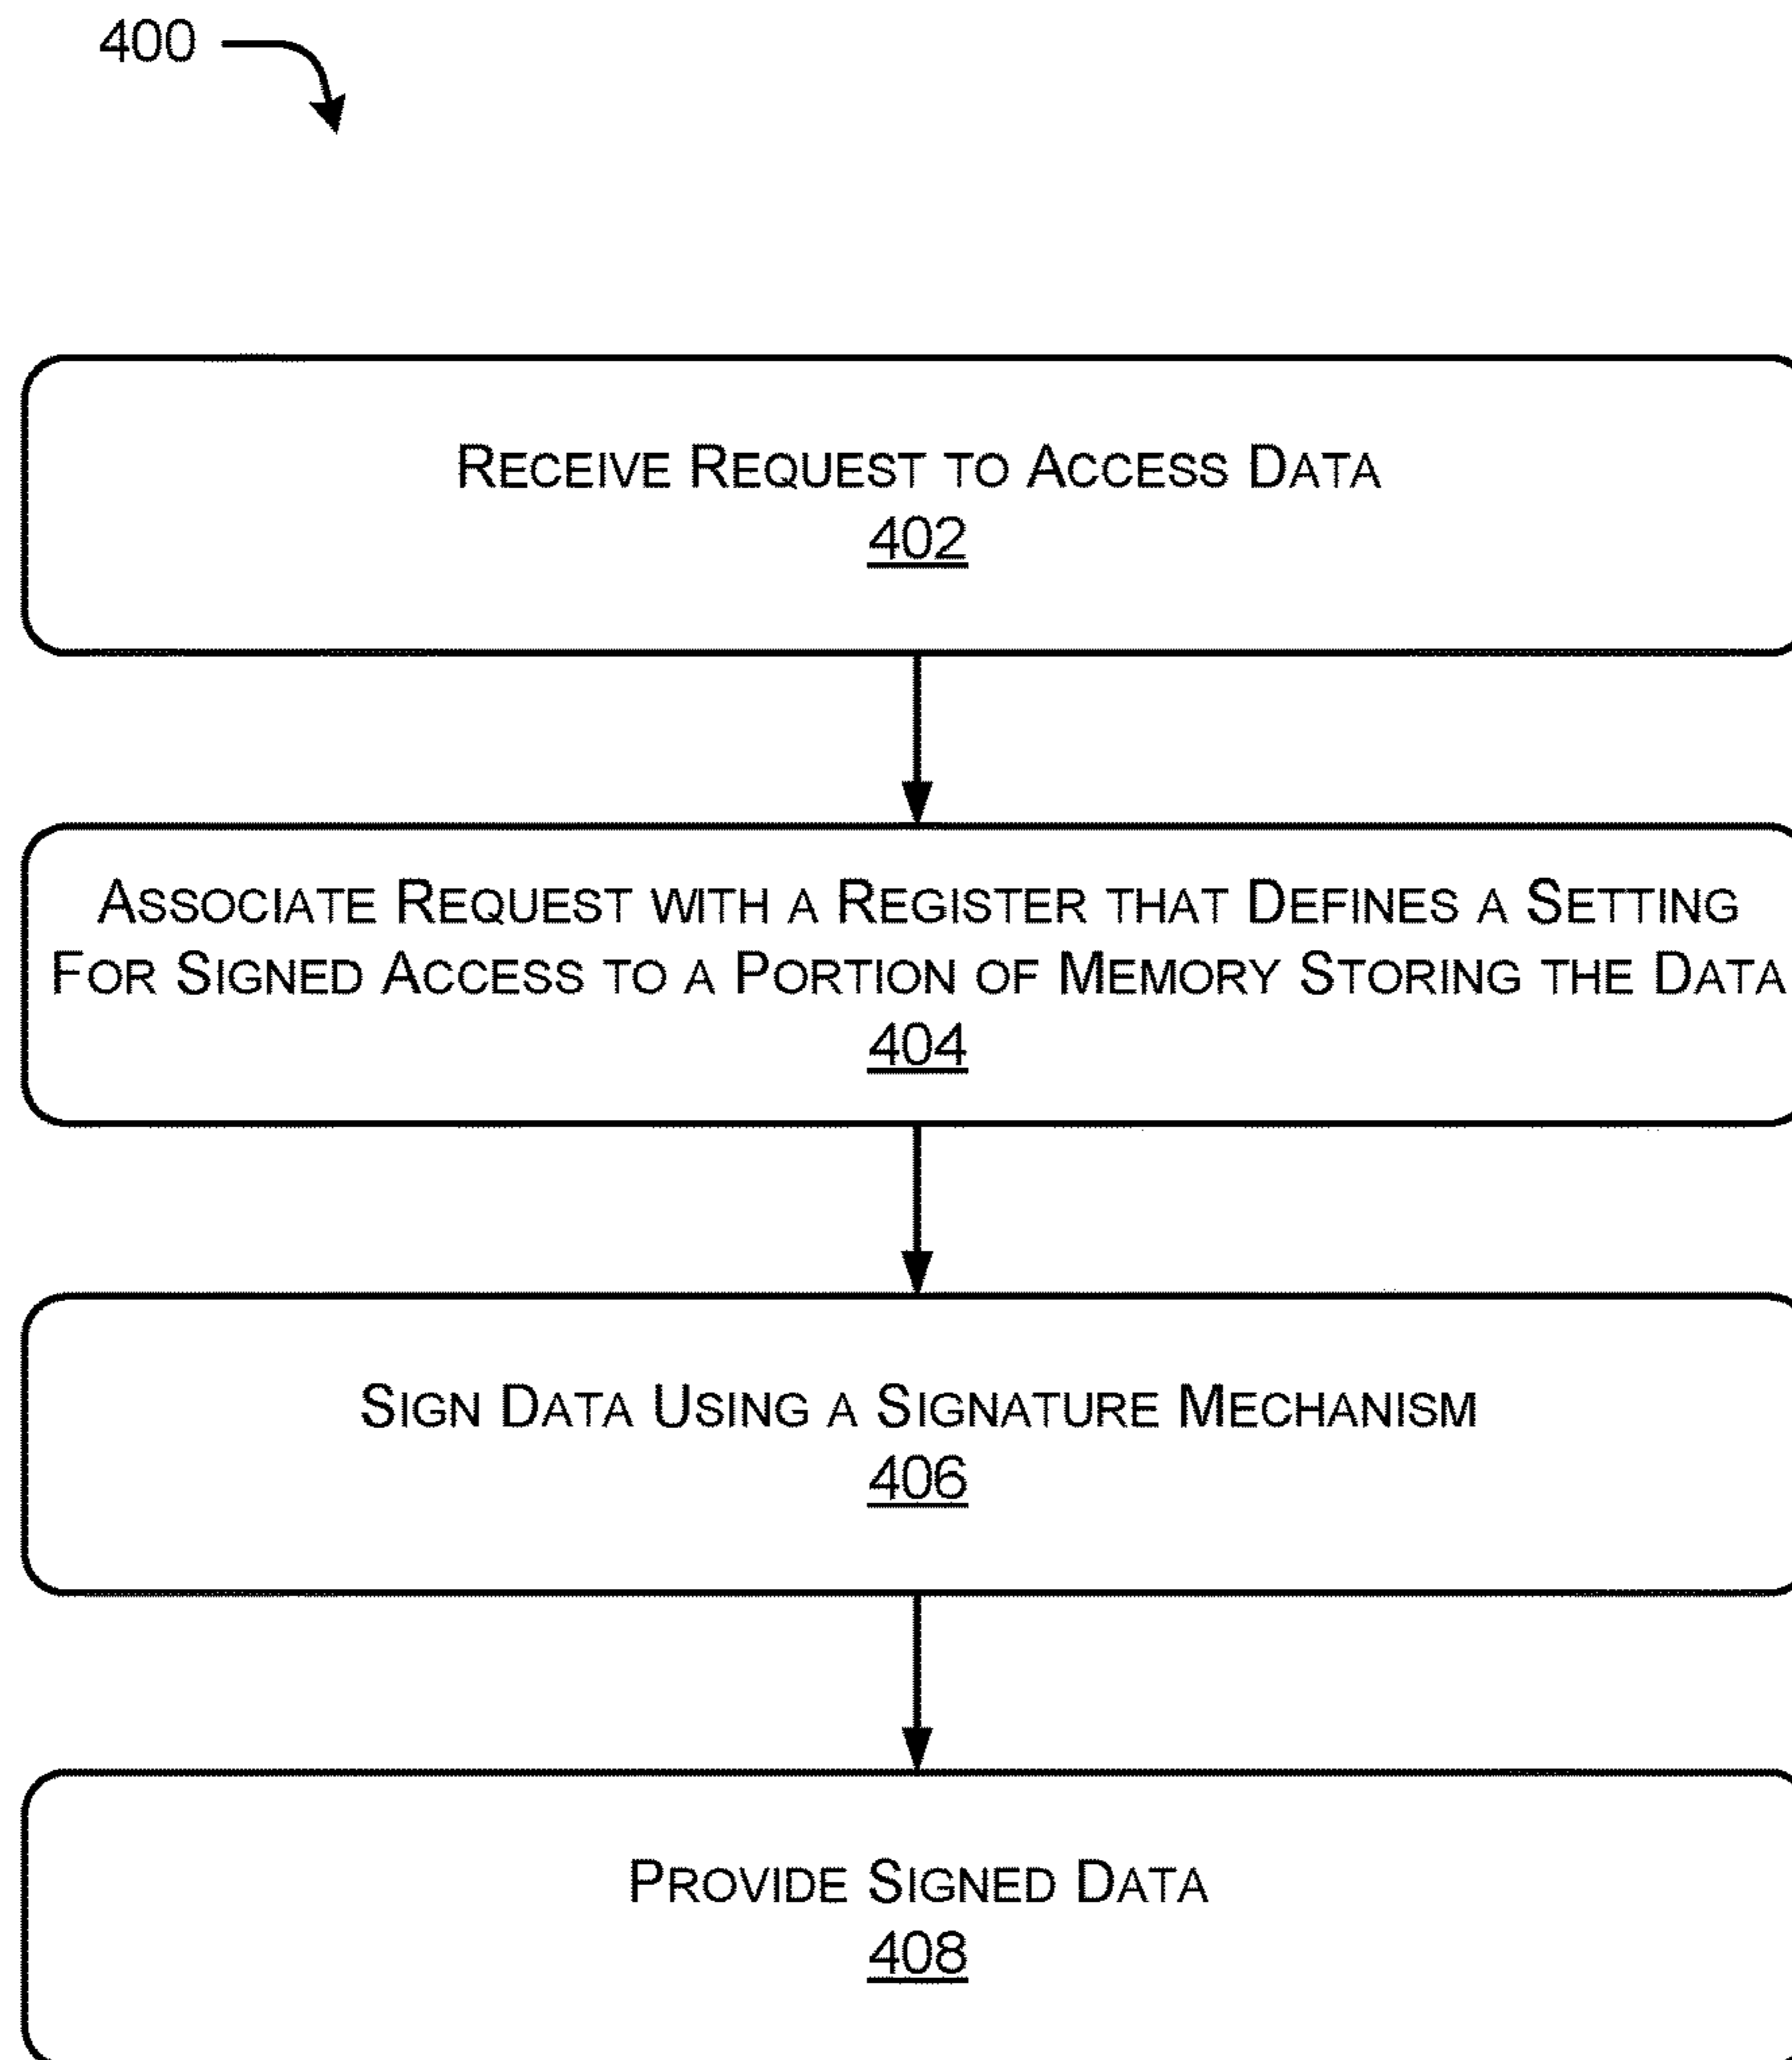 400
RECEIVE REQUEST TO ACCESS DATA
402
ASSOCIATE REQUEST WITH A REGISTER THAT DEFINES A SETTING
FOR SIGNED ACCESS TO A PORTION OF MEMORY STORING THE DATA
404
SIGN DATA USING A SIGNATURE MECHANISM
406
PROVIDE SIGNED DATA
408